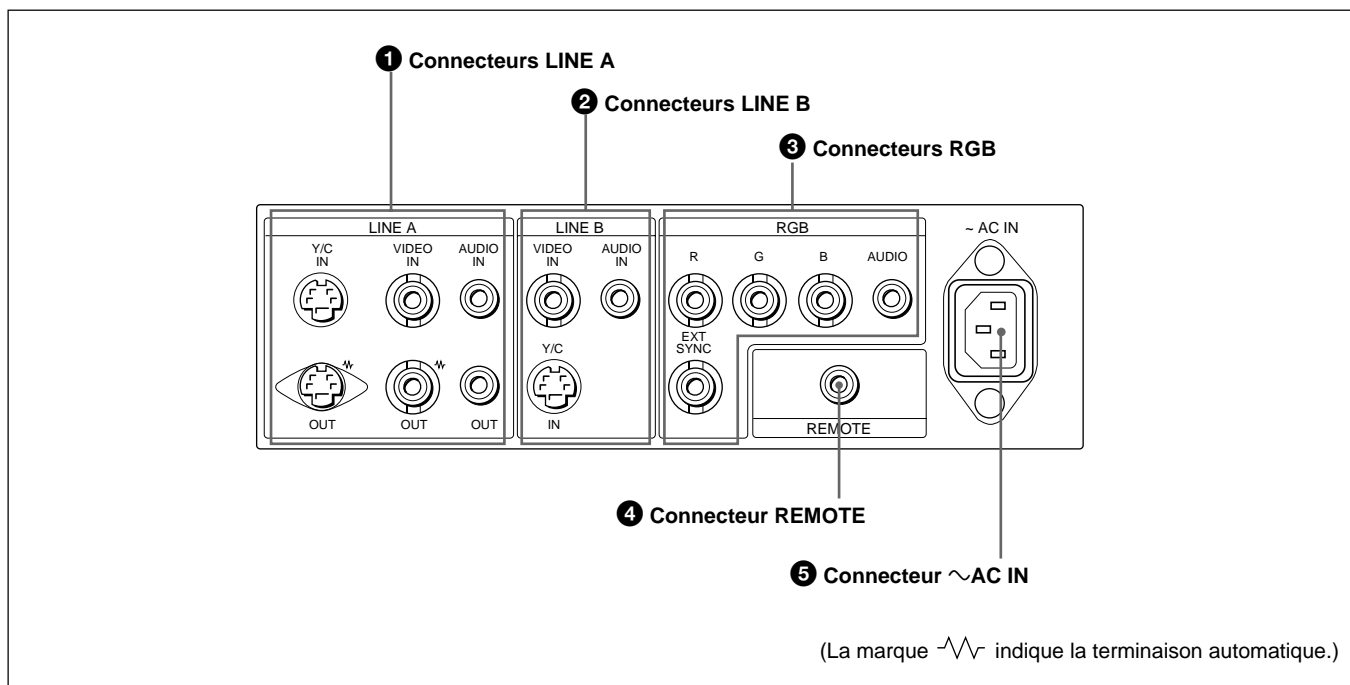 ❶ Connecteurs LINE A
❷ Connecteurs LINE B
❸ Connecteurs RGB
LINE A
LINE B
RGB
~ AC IN
Y/C
IN
VIDEO
IN
AUDIO
IN
VIDEO
IN
AUDIO
IN
R
G
B
AUDIO
EXT
SYNC
Y/C
OUT
OUT
OUT
IN
REMOTE
❹ Connecteur REMOTE
❺ Connecteur ~AC IN
(La marque indique la terminaison automatique.)